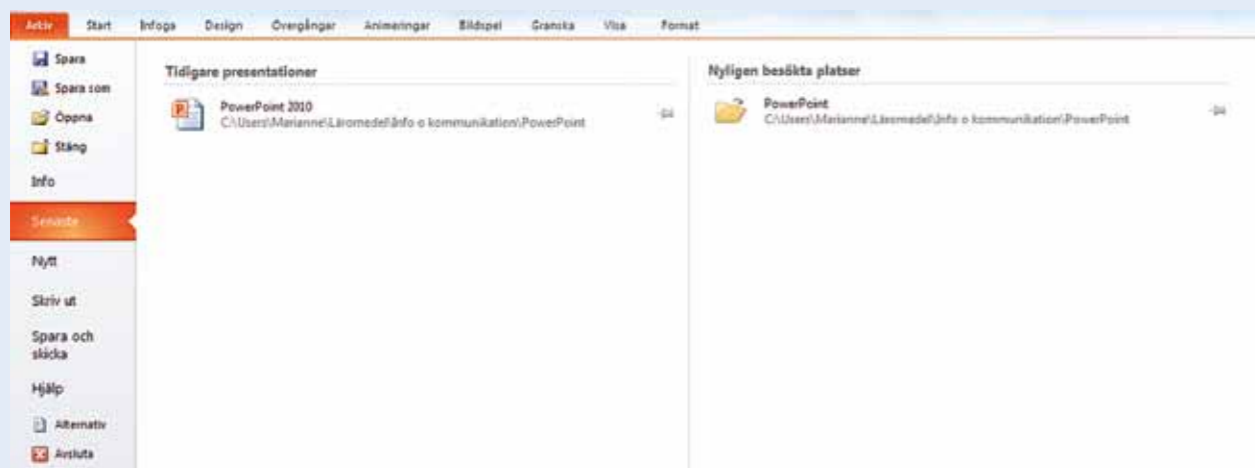 Arkiv Start Infoga Design Övergångar Animeringar Bildspel Granska Visa Format
Spara
Spara som
Öppna
Stäng
Info
Senaste
Nytt
Skriv ut
Spara och
skicka
Hjälp
Alternativ
Avsluta
Tidigare presentationer
PowerPoint 2010
C:\Users\Marianne\Läromedel\Info o kommunikation\PowerPoint
Nyligen besökta platser
PowerPoint
C:\Users\Marianne\Läromedel\Info o kommunikation\PowerPoint